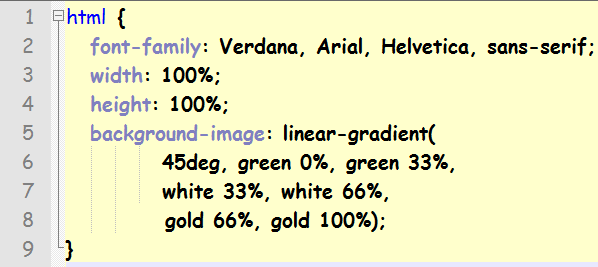 1 html {
2 font-family: Verdana, Arial, Helvetica, sans-serif;
3 width: 100%;
4 height: 100%;
5 background-image: linear-gradient(
6 45deg, green 0%, green 33%,
7 white 33%, white 66%,
8 gold 66%, gold 100%);
9 }